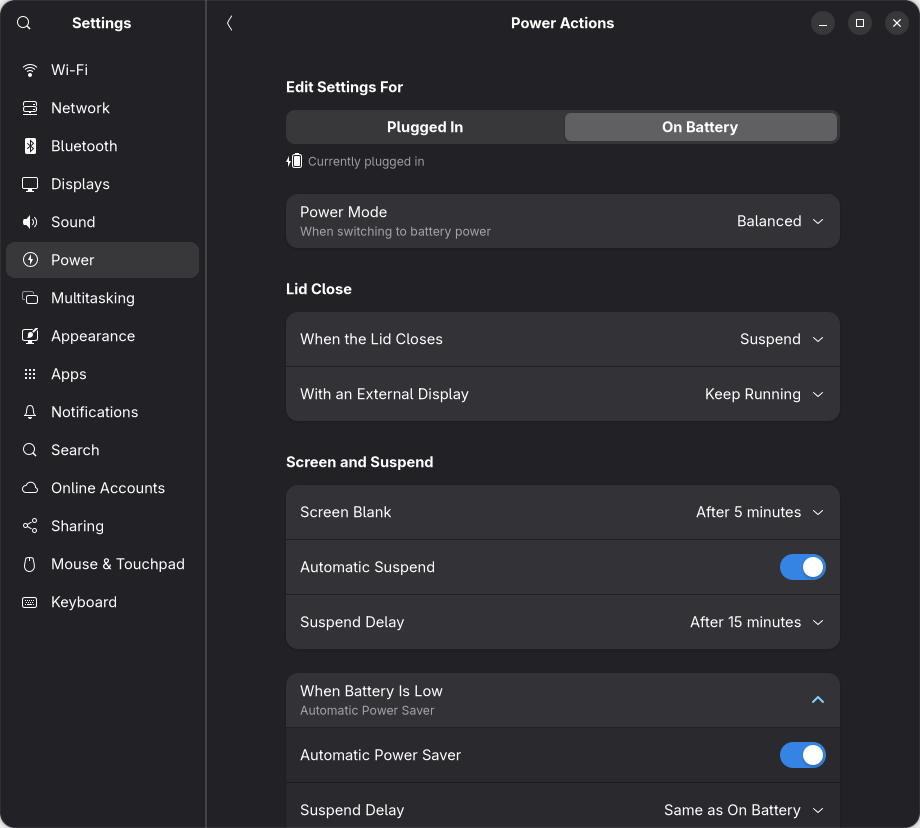 Settings
Wi-Fi
Network
Bluetooth
Displays
Sound
Power
Multitasking
Appearance
Apps
Notifications
Search
Online Accounts
Sharing
Mouse & Touchpad
Keyboard
Power Actions
Edit Settings For
Plugged In
On Battery
Currently plugged in
Power Mode
When switching to battery power
Balanced
Lid Close
When the Lid Closes
Suspend
With an External Display
Keep Running
Screen and Suspend
Screen Blank
After 5 minutes
Automatic Suspend
Suspend Delay
After 15 minutes
When Battery Is Low
Automatic Power Saver
Automatic Power Saver
Suspend Delay
Same as On Battery